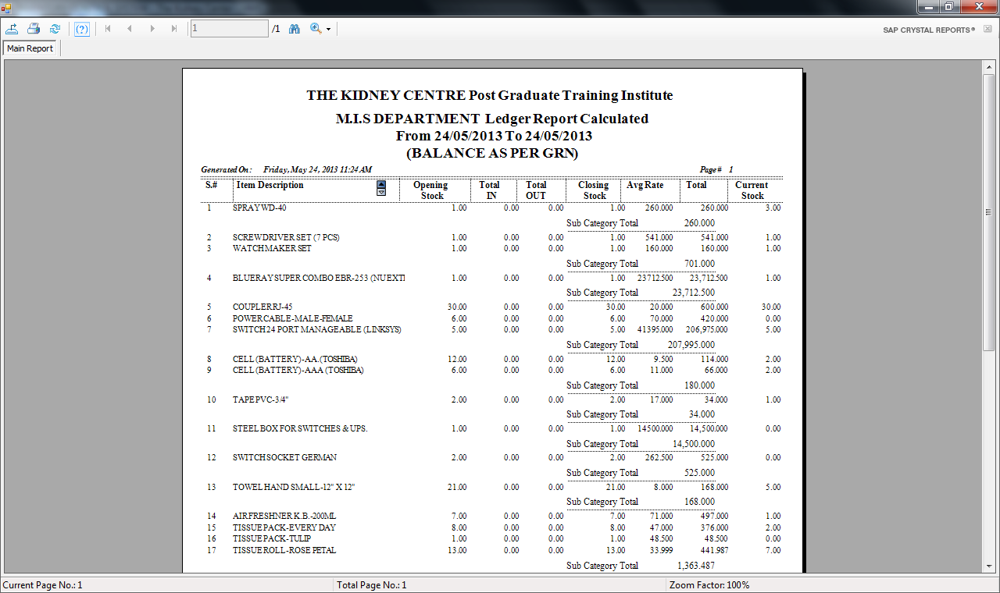 1 /1 SAP CRYSTAL REPORTS®
Main Report
THE KIDNEY CENTRE Post Graduate Training Institute
M.I.S DEPARTMENT Ledger Report Calculated
From 24/05/2013 To 24/05/2013
(BALANCE AS PER GRN)
Generated On: Friday, May 24, 2013 11:24 AM Page # 1
S.# Item Description Opening Total Total Closing Avg Rate Total Current
Stock IN OUT Stock Stock
1 SPRAY WD-40 1.00 0.00 0.00 1.00 260.000 260.000 3.00
Sub Category Total 260.000
2 SCREWDRIVER SET (7 PCS) 1.00 0.00 0.00 1.00 541.000 541.000 1.00
3 WATCH MAKER SET 1.00 0.00 0.00 1.00 160.000 160.000 1.00
Sub Category Total 701.000
4 BLUERAY SUPER COMBO EBR-253 (NU EXTI 1.00 0.00 0.00 1.00 23712.500 23,712.500 1.00
Sub Category Total 23,712.500
5 COUPLER RJ-45 30.00 0.00 0.00 30.00 20.000 600.000 30.00
6 POWER CABLE-MALE-FEMALE 6.00 0.00 0.00 6.00 70.000 420.000 0.00
7 SWITCH 24 PORT MANAGEABLE (LINKSYS) 5.00 0.00 0.00 5.00 41395.000 206,975.000 5.00
Sub Category Total 207,995.000
8 CELL (BATTERY)-AA.(TOSHIBA) 12.00 0.00 0.00 12.00 9.500 114.000 2.00
9 CELL (BATTERY)-AAA (TOSHIBA) 6.00 0.00 0.00 6.00 11.000 66.000 2.00
Sub Category Total 180.000
10 TAPE PVC-3/4" 2.00 0.00 0.00 2.00 17.000 34.000 1.00
Sub Category Total 34.000
11 STEEL BOX FOR SWITCHES & UPS. 1.00 0.00 0.00 1.00 14500.000 14,500.000 0.00
Sub Category Total 14,500.000
12 SWITCH SOCKET GERMAN 2.00 0.00 0.00 2.00 262.500 525.000 0.00
Sub Category Total 525.000
13 TOWEL HAND SMALL-12" X 12" 21.00 0.00 0.00 21.00 8.000 168.000 5.00
Sub Category Total 168.000
14 AIR FRESHNER K.B.-200ML 7.00 0.00 0.00 7.00 71.000 497.000 1.00
15 TISSUE PACK-EVERY DAY 8.00 0.00 0.00 8.00 47.000 376.000 2.00
16 TISSUE PACK-TULIP 1.00 0.00 0.00 1.00 48.500 48.500 0.00
17 TISSUE ROLL-ROSE PETAL 13.00 0.00 0.00 13.00 33.999 441.987 7.00
Sub Category Total 1,363.487
Current Page No.: 1 Total Page No.: 1 Zoom Factor: 100%